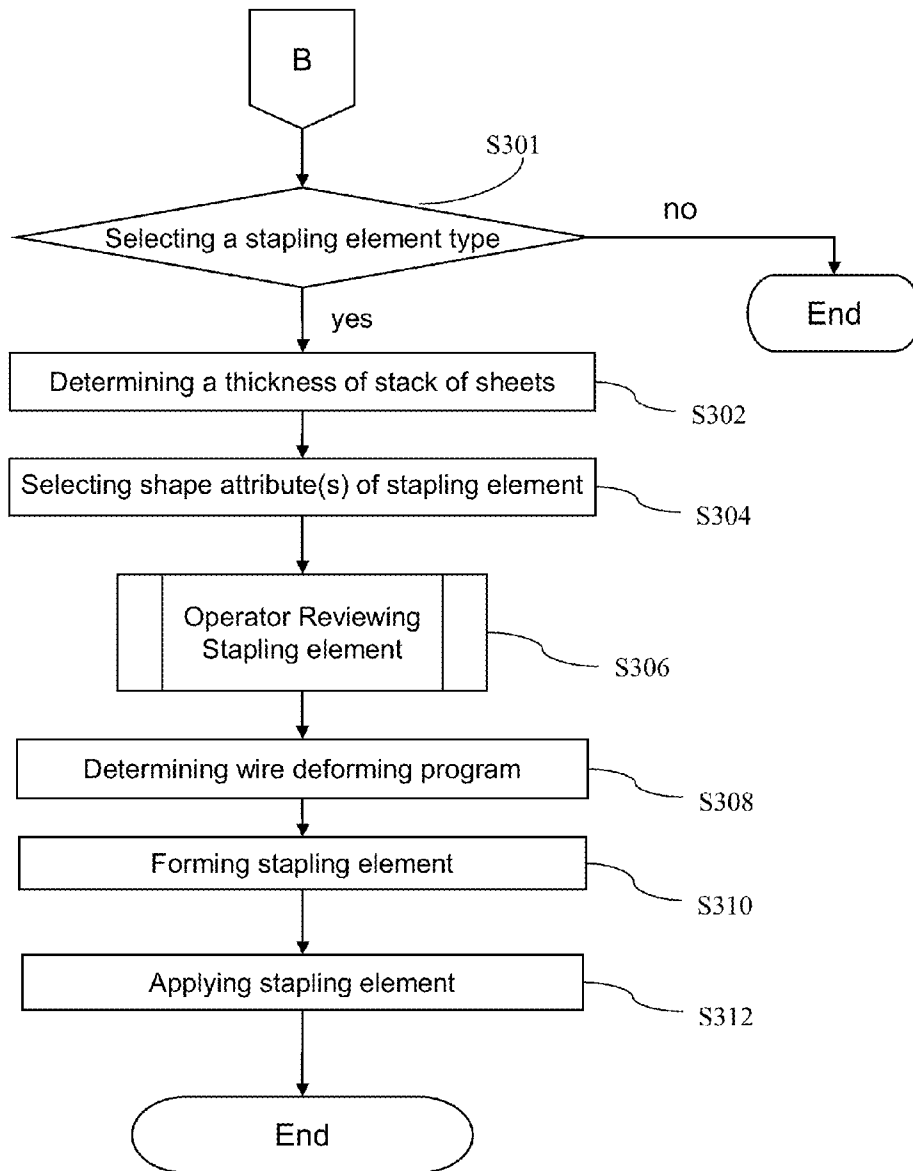 B
S301
Selecting a stapling element type
no
End
yes
Determining a thickness of stack of sheets
S302
Selecting shape attribute(s) of stapling element
S304
Operator Reviewing
Stapling element
S306
Determining wire deforming program
S308
Forming stapling element
S310
Applying stapling element
S312
End